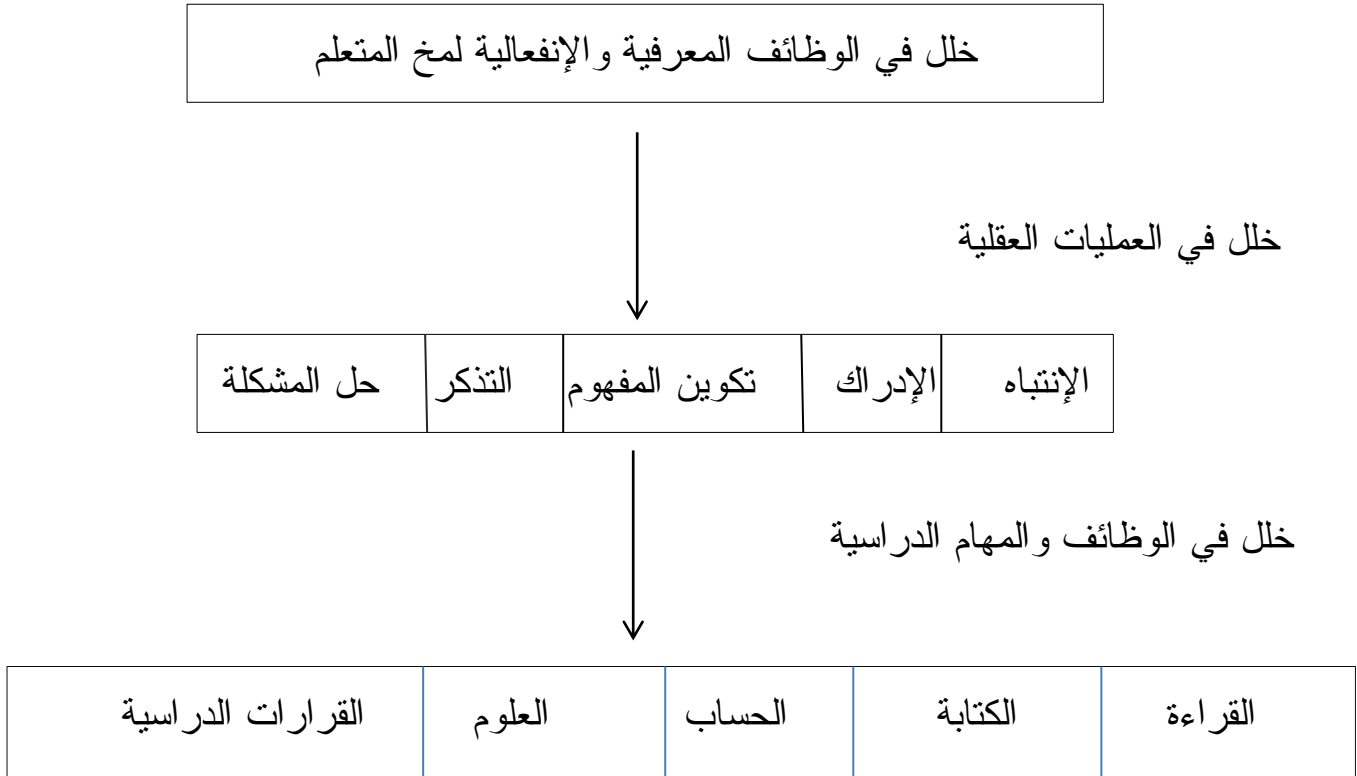 خلل في الوظائف المعرفية والإنفعالية لمخ المتعلم
خلل في العمليات العقلية
الإنتباه الإدراك تكوين المفهوم التذكر حل المشكلة
خلل في الوظائف والمهام الدراسية
القراءة الكتابة الحساب العلوم القرارات الدراسية